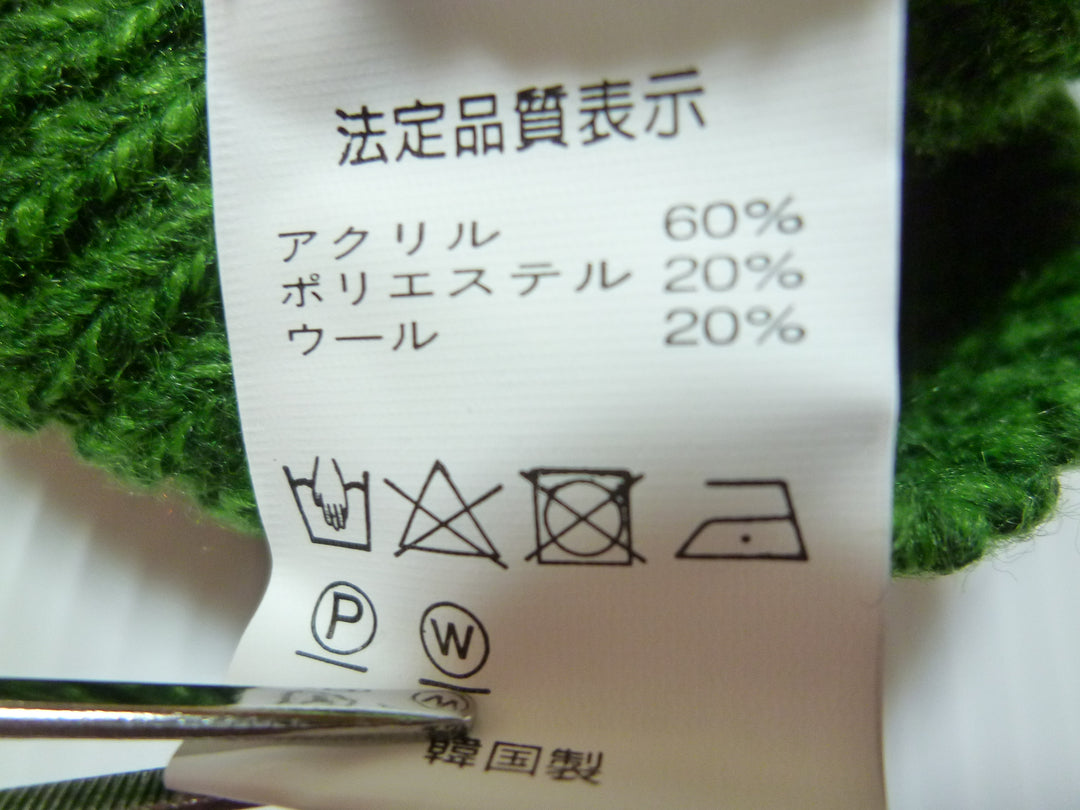 法定品質表示
アクリル 60%
ポリエステル 20%
ウール 20%
P W
韓国製